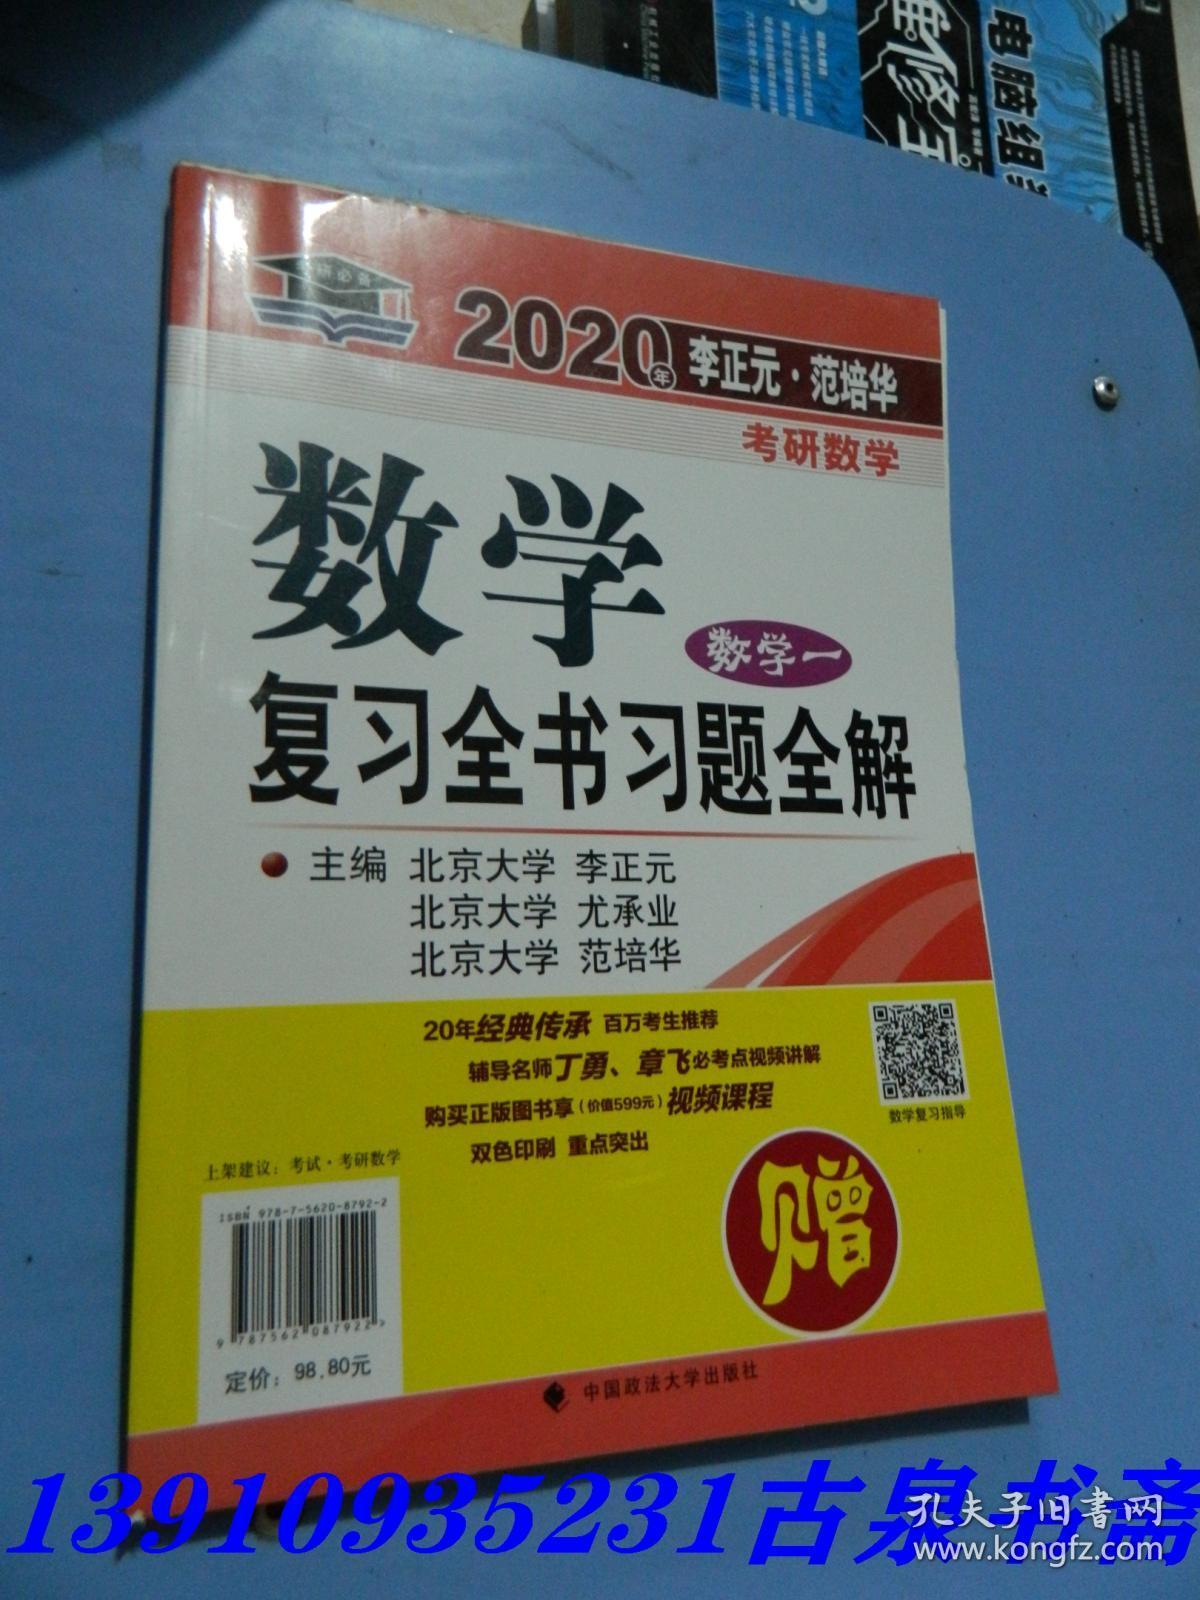 电脑组
研必备
2020年 李正元·范培华
考研数学
数学
数学一
复习全书习题全解
主编 北京大学 李正元
北京大学 尤承业
北京大学 范培华
20年经典传承 百万考生推荐
辅导名师丁勇、章飞必考点视频讲解
购买正版图书享(价值599元)视频课程
双色印刷 重点突出
数学复习指导
赠
上架建议:考试·考研数学
ISBN 978-7-5620-8792-2
9 787562 087922 >
定价:98.80元
中国政法大学出版社
13910935231古泉书斋
孔夫子旧書网
www.kongfz.com